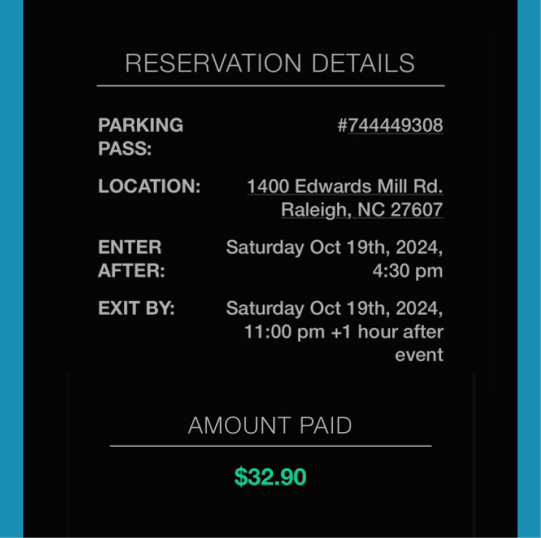 RESERVATION DETAILS
PARKING PASS: #744449308
LOCATION: 1400 Edwards Mill Rd.
Raleigh, NC 27607
ENTER AFTER: Saturday Oct 19th, 2024,
4:30 pm
EXIT BY: Saturday Oct 19th, 2024,
11:00 pm +1 hour after
event
AMOUNT PAID
$32.90